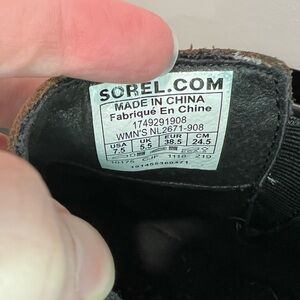 SOREL.COM
MADE IN CHINA
Fabriqué En Chine
1749291908
WMN'S NL2671-908
USA UK EUR CM
7.5 5.5 38.5 24.5